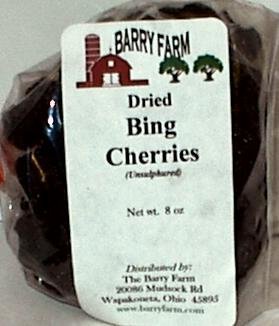 BARRY FARM
Dried
Bing
Cherries
(Unsulphured)
Net wt. 8 oz
Distributed by:
The Barry Farm
20086 Mudsock Rd
Wapakoneta, Ohio 45895
www.barryfarm.com